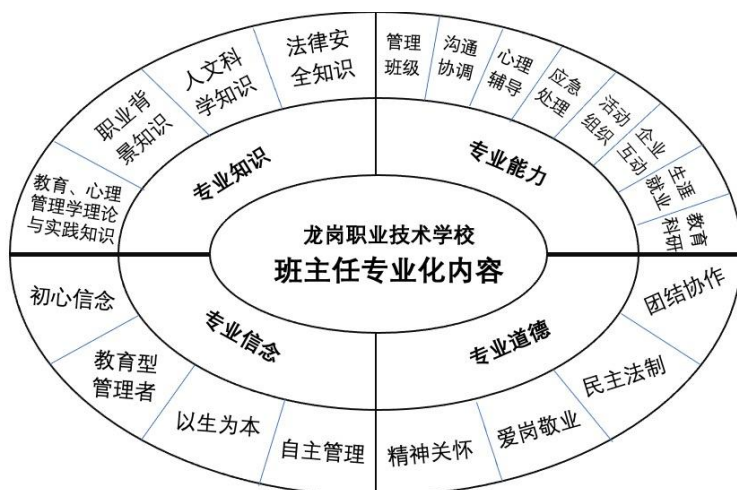 龙岗职业技术学校
班主任专业化内容
专业知识
教育、心理
管理学理论
与实践知识
职业背
景知识
人文科
学知识
法律安
全知识
专业能力
管理
班级
沟通
协调
心理
辅导
应急
处理
活动
组织
企业
互动
生涯
就业
教育
科研
专业信念
初心信念
教育型
管理者
以生为本
自主管理
专业道德
精神关怀
爱岗敬业
民主法制
团结协作